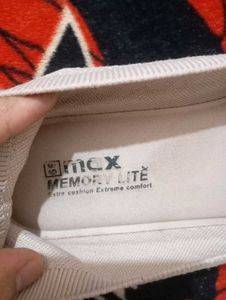 max
MEMORY LITE
Extra cushion Extreme comfort